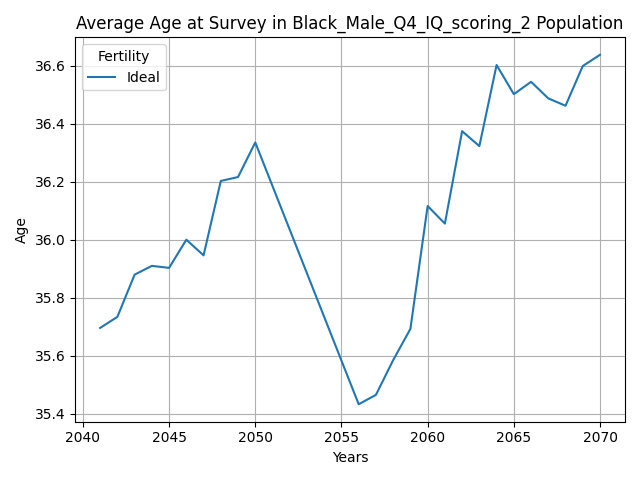 Average Age at Survey in Black_Male_Q4_IQ_scoring_2 Population
Fertility
Ideal
36.6
36.4
36.2
36.0
35.8
35.6
35.4
Age
2040 2045 2050 2055 2060 2065 2070
Years